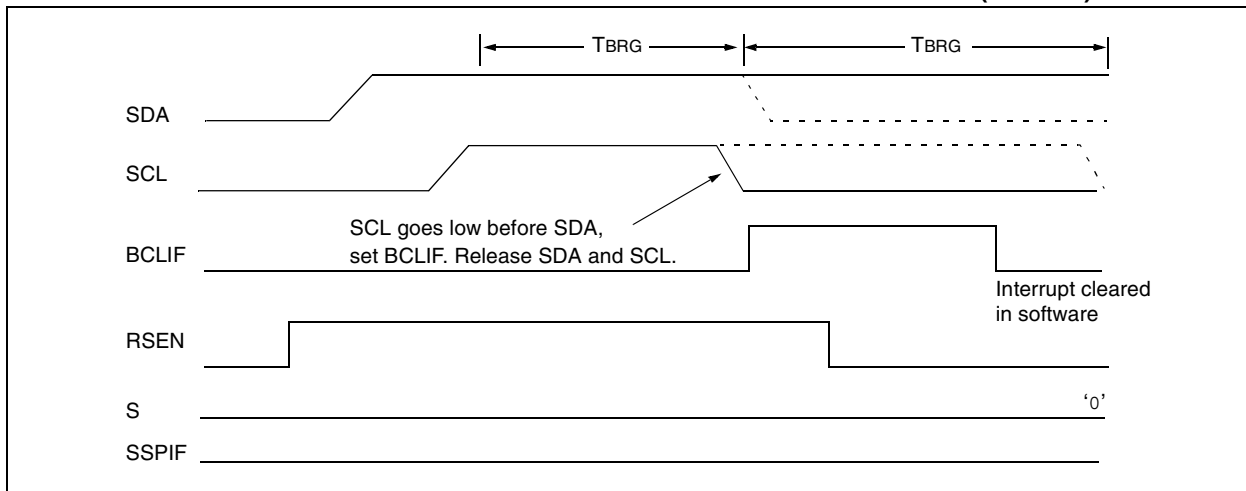 TBRG
TBRG
SDA
SCL
SCL goes low before SDA,
set BCLIF. Release SDA and SCL.
BCLIF
Interrupt cleared
in software
RSEN
S
‘0’
SSPIF